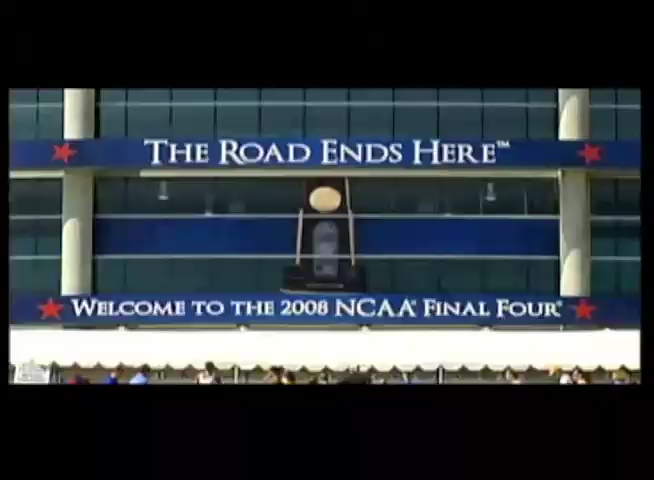 THE ROAD ENDS HERE™
WELCOME TO THE 2008 NCAA® FINAL FOUR®